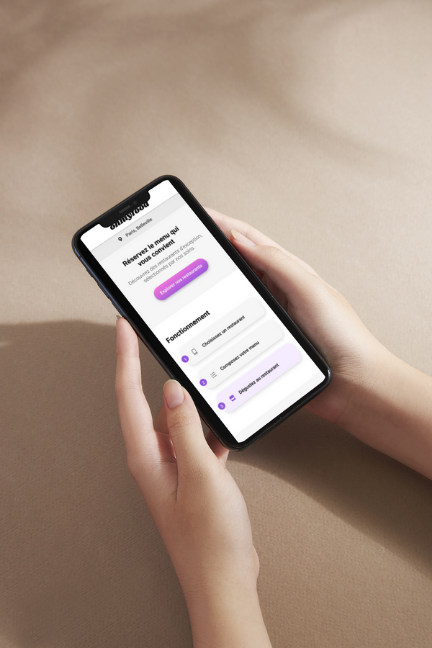 Paris, Belleville
Réservez le menu qui
vous convient
Découvrez des restaurants d'exception,
sélectionnés par nos soins.
Explorer nos restaurants
Fonctionnement
1 Choisissez un restaurant
2 Composez votre menu
3 Dégustez au restaurant